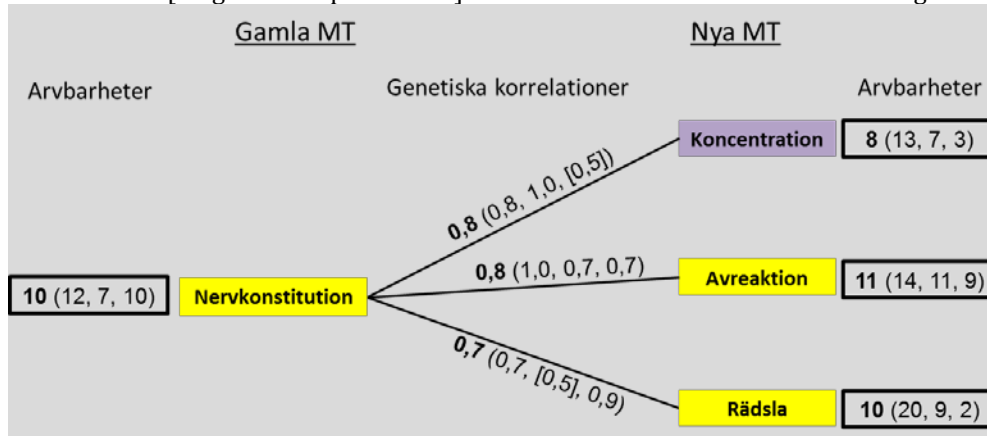 Gamla MT
Nya MT
Arvbarheter
Genetiska korrelationer
Arvbarheter
Koncentration
8 (13, 7, 3)
0,8 (0,8, 1,0, [0,5])
0,8 (1,0, 0,7, 0,7)
Avreaktion
11 (14, 11, 9)
10 (12, 7, 10)
Nervkonstitution
0,7 (0,7, [0,5], 0,9)
Rädsla
10 (20, 9, 2)